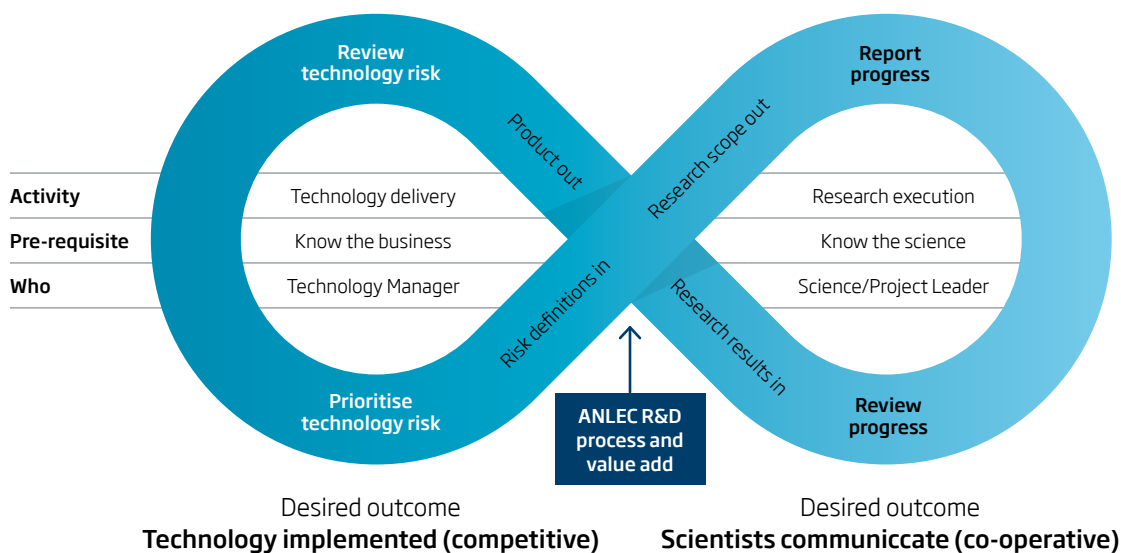 Review
technology risk
Report
progress
Product out
Research scope out
Activity
Technology delivery
Research execution
Pre-requisite
Know the business
Know the science
Who
Technology Manager
Science/Project Leader
Risk definitions in
Research results in
Prioritise
technology risk
ANLEC R&D
process and
value add
Review
progress
Desired outcome
Technology implemented (competitive)
Desired outcome
Scientists communiccate (co-operative)